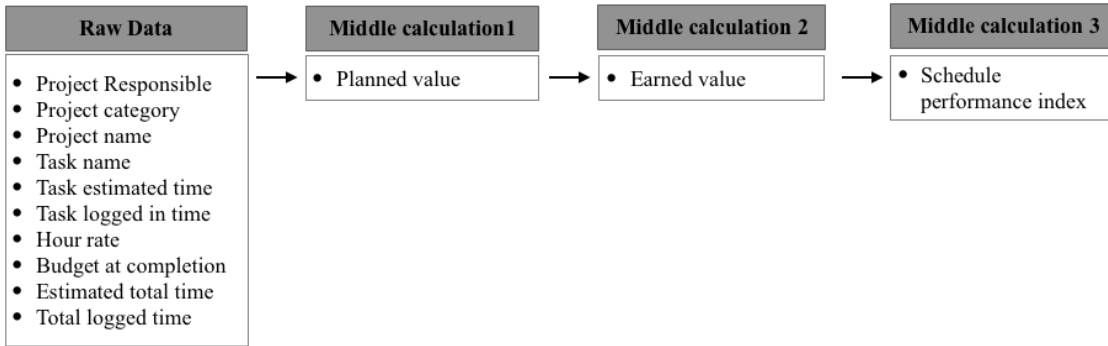 Raw Data
• Project Responsible
• Project category
• Project name
• Task name
• Task estimated time
• Task logged in time
• Hour rate
• Budget at completion
• Estimated total time
• Total logged time
Middle calculation1
• Planned value
Middle calculation 2
• Earned value
Middle calculation 3
• Schedule
performance index